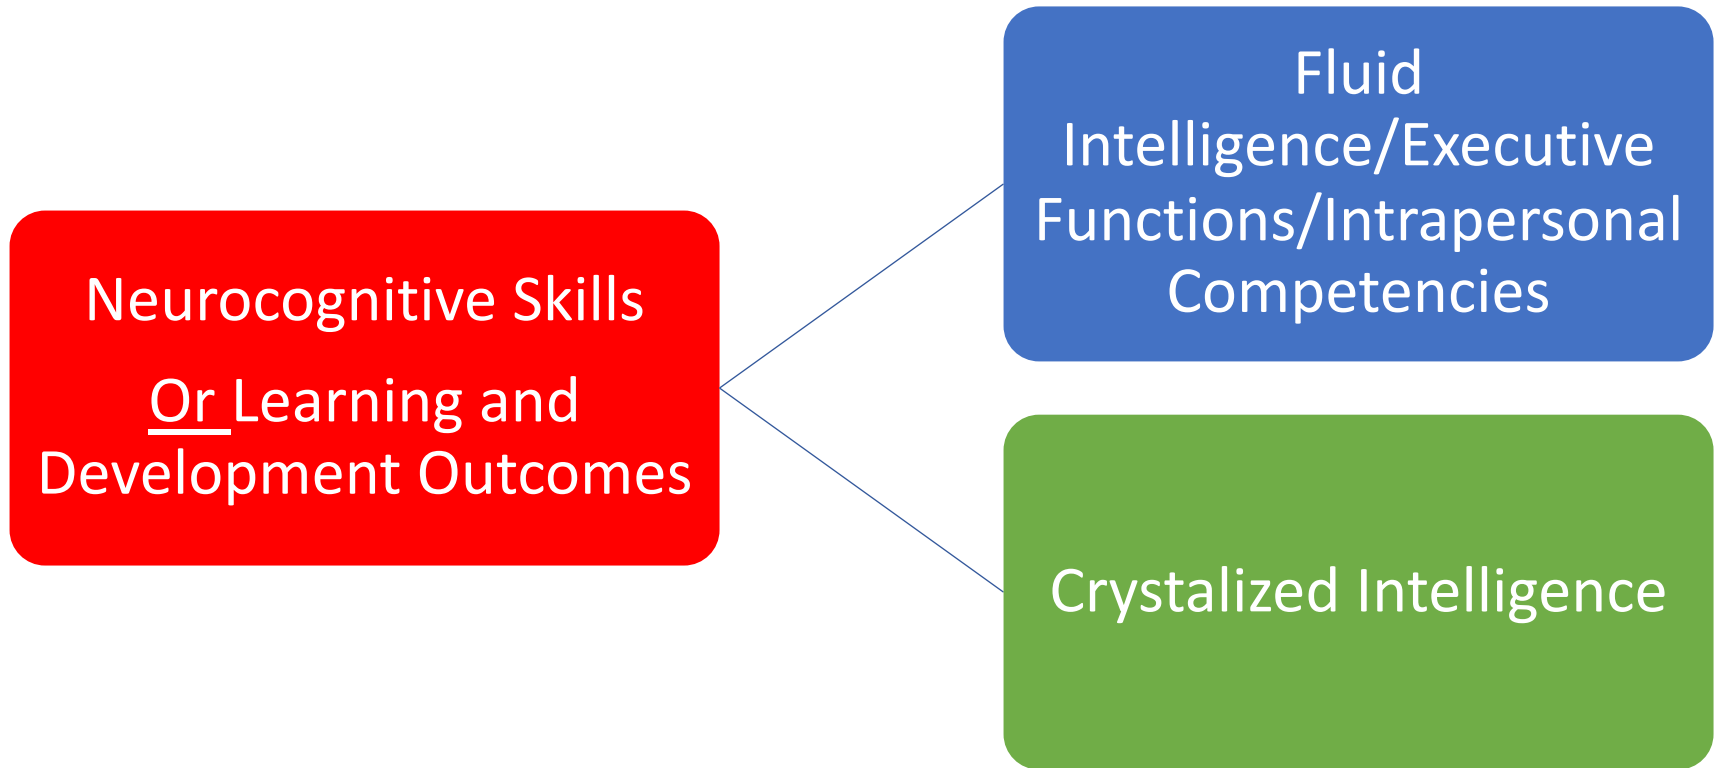 Neurocognitive Skills
Or Learning and
Development Outcomes
Fluid
Intelligence/Executive
Functions/Intrapersonal
Competencies
Crystalized Intelligence